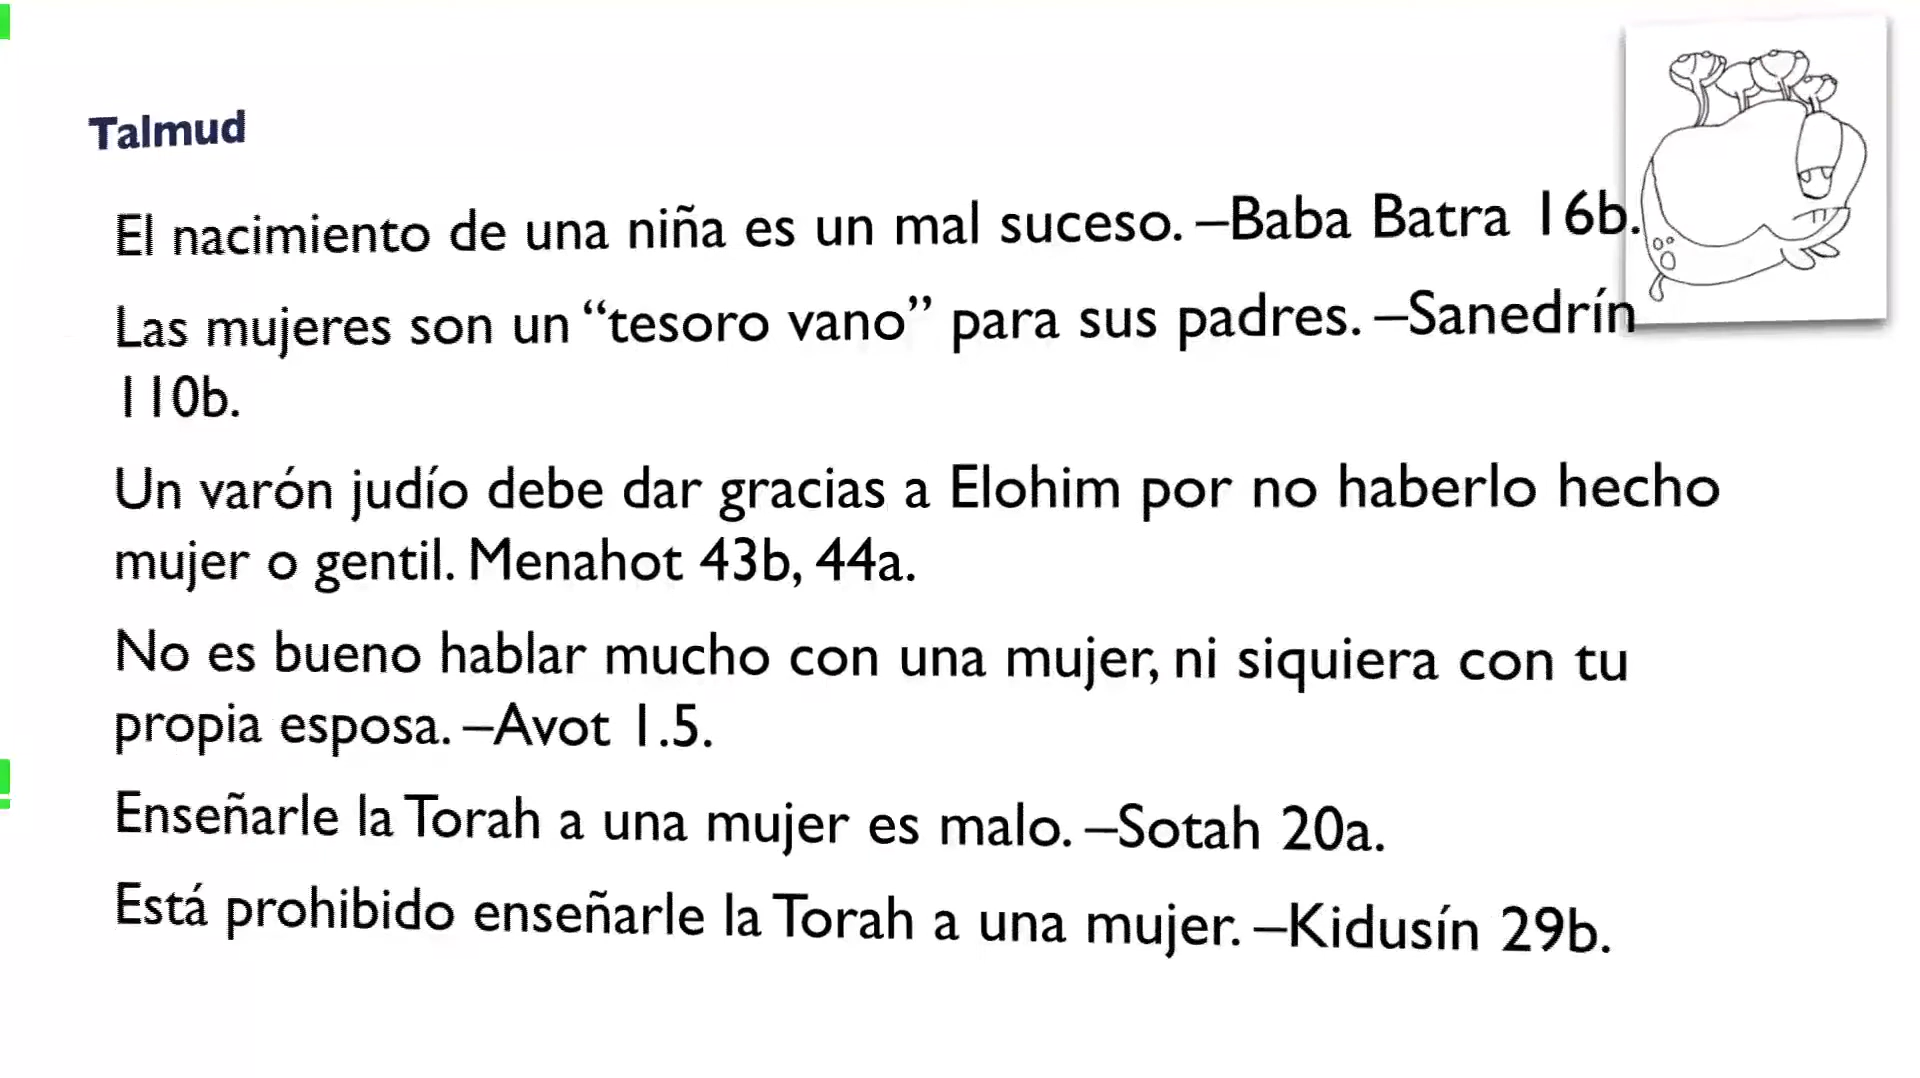 Talmud
El nacimiento de una niña es un mal suceso. –Baba Batra 16b.
Las mujeres son un “tesoro vano” para sus padres. –Sanedrín
110b.
Un varón judío debe dar gracias a Elohim por no haberlo hecho
mujer o gentil. Menahot 43b, 44a.
No es bueno hablar mucho con una mujer, ni siquiera con tu
propia esposa. –Avot 1.5.
Enseñarle la Torah a una mujer es malo. –Sotah 20a.
Está prohibido enseñarle la Torah a una mujer. –Kidusín 29b.